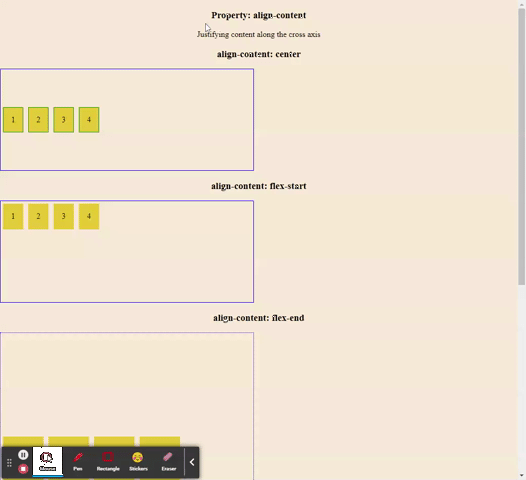 Property: align-content
Justifying content along the cross axis
align-content: center
1 2 3 4
align-content: flex-start
1 2 3 4
align-content: flex-end
Mouse Pen Rectangle Stickers Eraser